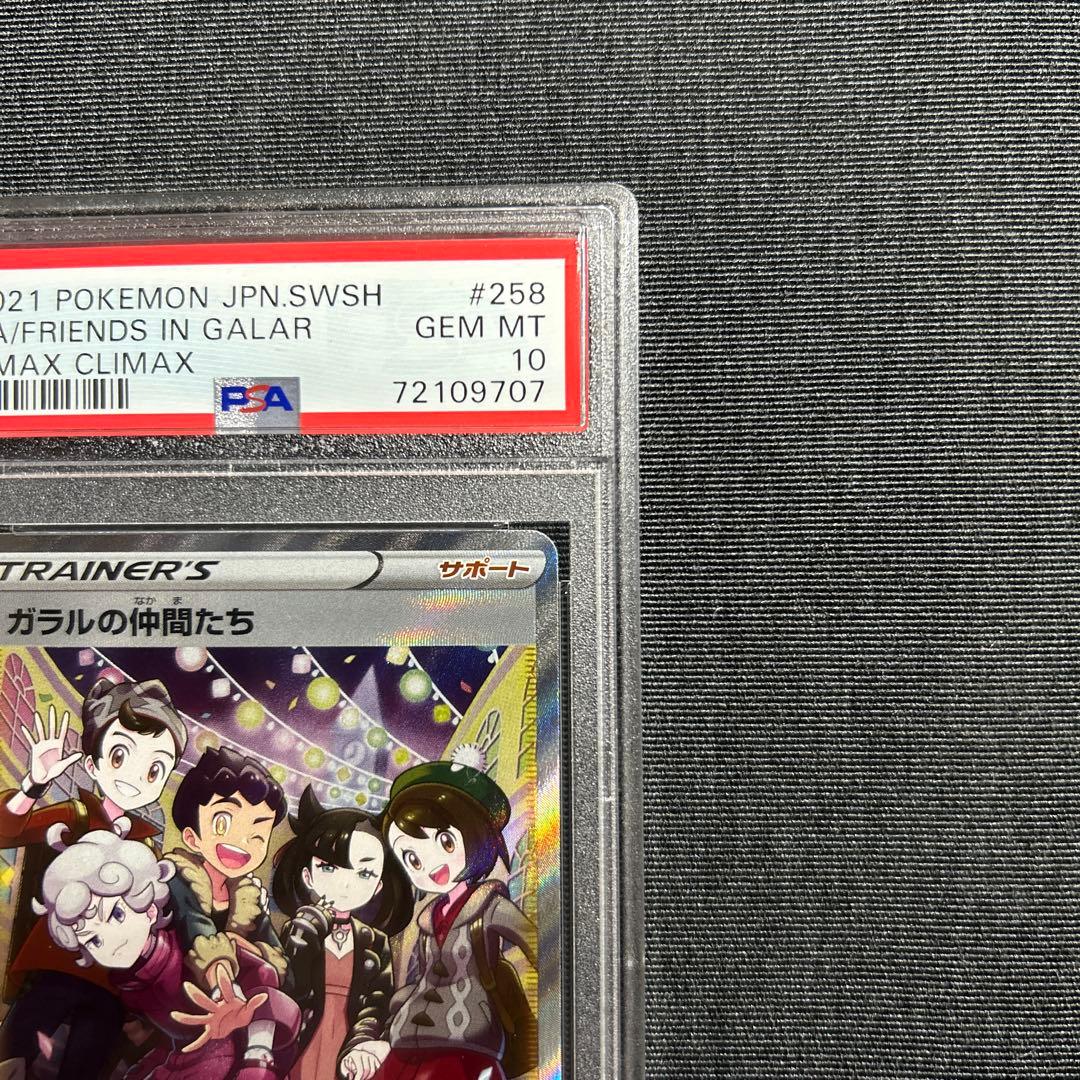 021 POKEMON JPN.SWSH #258
A/FRIENDS IN GALAR GEM MT
MAX CLIMAX 10
PSA 72109707
TRAINER'S サポート
なか ま
ガラルの仲間たち